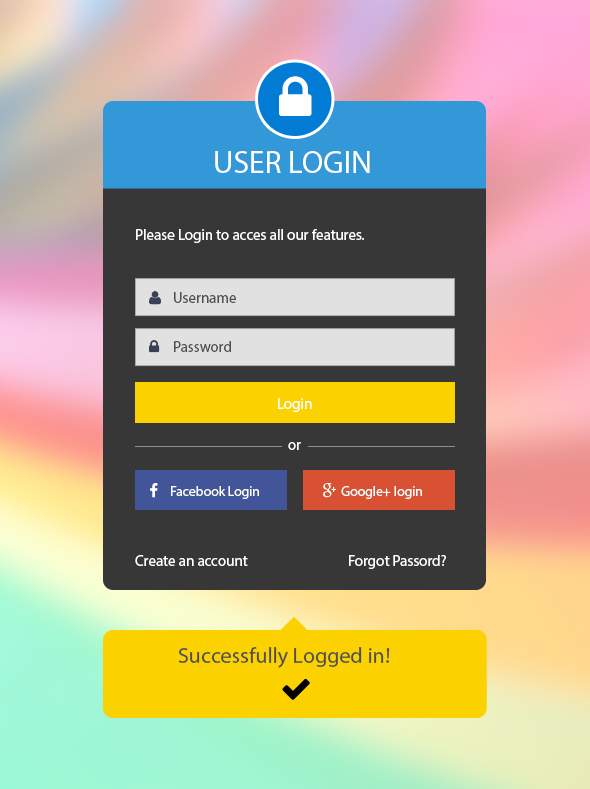 USER LOGIN
Please Login to acces all our features.
Username
Password
Login
or
Facebook Login
Google+ login
Create an account
Forgot Passord?
Successfully Logged in!